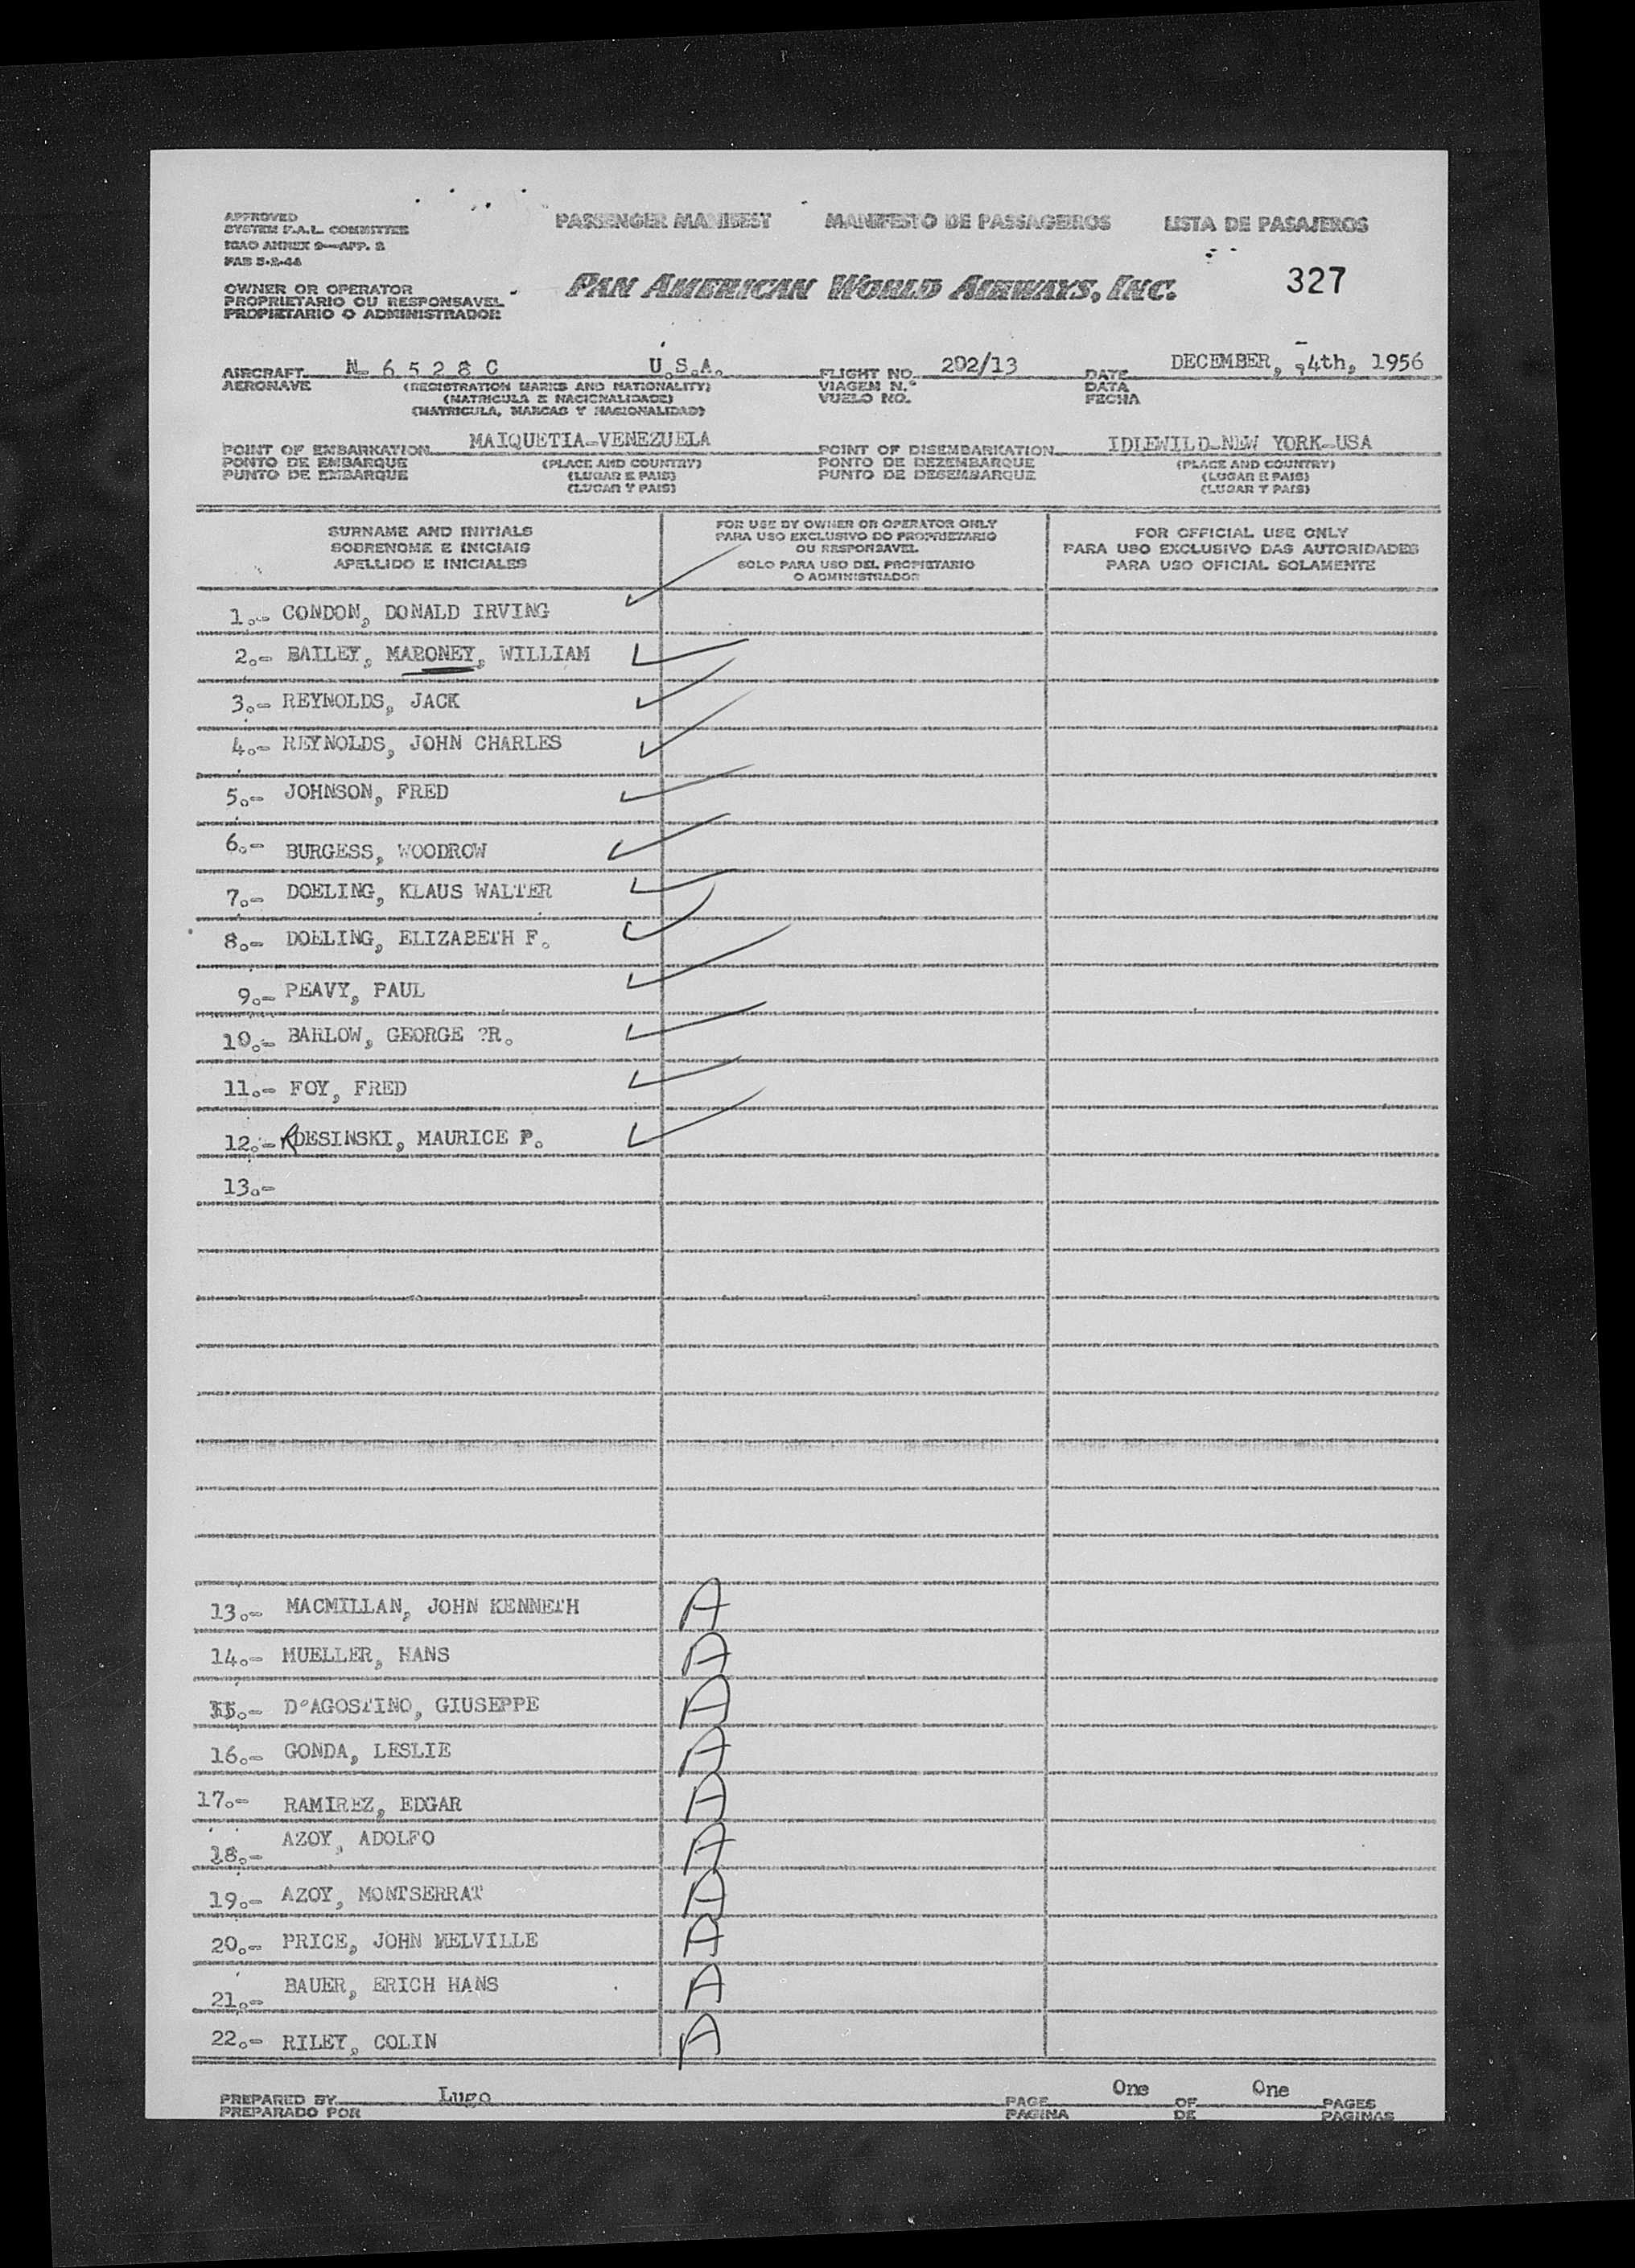 APPROVED
SYSTEM F.A.L. COMMITTEE
ICAO ANNEX 9—APP. 2
PAB 5-2-44
PASSENGER MANIFEST MANIFESTO DE PASSAGEIROS LISTA DE PASAJEROS
OWNER OR OPERATOR
PROPRIETARIO OU RESPONSAVEL
PROPIETARIO O ADMINISTRADOR
PAN AMERICAN WORLD AIRWAYS, INC. 327
AIRCRAFT N 6 5 2 8 C U.S.A. FLIGHT NO. 202/13 DATE DECEMBER, 4th, 1956
AERONAVE (REGISTRATION MARKS AND NATIONALITY) VIAGEM N.° DATA
(MATRICULA E NACIONALIDADE) VUELO NO. FECHA
(MATRICULA, MARCAS Y NACIONALIDAD)
POINT OF EMBARKATION MAIQUETIA-VENEZUELA POINT OF DISEMBARKATION IDLEWILD-NEW YORK-USA
PONTO DE EMBARQUE (PLACE AND COUNTRY) PONTO DE DEZEMBARQUE (PLACE AND COUNTRY)
PUNTO DE EMBARQUE (LUGAR E PAIS) PUNTO DE DESEMBARQUE (LUGAR E PAIS)
(LUGAR Y PAIS) (LUGAR Y PAIS)
SURNAME AND INITIALS
SOBRENOME E INICIAIS
APELLIDO E INICIALES
FOR USE BY OWNER OR OPERATOR ONLY
PARA USO EXCLUSIVO DO PROPRIETARIO
OU RESPONSAVEL
SOLO PARA USO DEL PROPIETARIO
O ADMINISTRADOR
FOR OFFICIAL USE ONLY
PARA USO EXCLUSIVO DAS AUTORIDADES
PARA USO OFICIAL SOLAMENTE
1.- CONDON, DONALD IRVING
2.- BAILEY, MARONEY, WILLIAM
3.- REYNOLDS, JACK
4.- REYNOLDS, JOHN CHARLES
5.- JOHNSON, FRED
6.- BURGESS, WOODROW
7.- DOELING, KLAUS WALTER
8.- DOELING, ELIZABETH F.
9.- PEAVY, PAUL
10.- BARLOW, GEORGE ?R.
11.- FOY, FRED
12.- RDESINSKI, MAURICE P.
13.-
13.- MACMILLAN, JOHN KENNETH A
14.- MUELLER, HANS A
15.- D'AGOSTINO, GIUSEPPE A
16.- GONDA, LESLIE A
17.- RAMIREZ, EDGAR A
18.- AZOY, ADOLFO A
19.- AZOY, MONTSERRAT A
20.- PRICE, JOHN MELVILLE A
21.- BAUER, ERICH HANS A
22.- RILEY, COLIN A
PREPARED BY Lugo PAGE One OF One PAGES
PREPARADO POR PAGINA DE PAGINAS